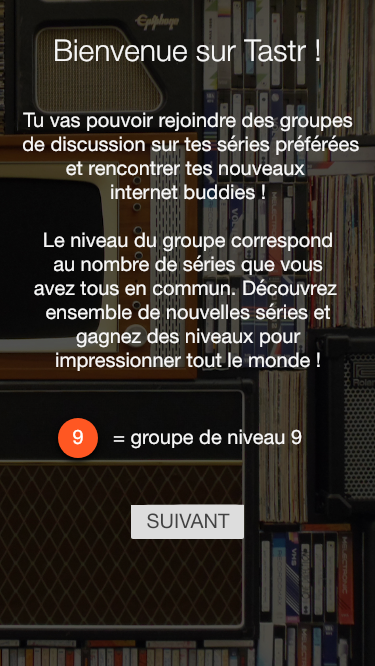 Epiphone
Bienvenue sur Tastr !
Tu vas pouvoir rejoindre des groupes
de discussion sur tes séries préférées
et rencontrer tes nouveaux
internet buddies !
Le niveau du groupe correspond
au nombre de séries que vous
avez tous en commun. Découvrez
ensemble de nouvelles séries et
gagnez des niveaux pour
impressionner tout le monde !
9 = groupe de niveau 9
SUIVANT